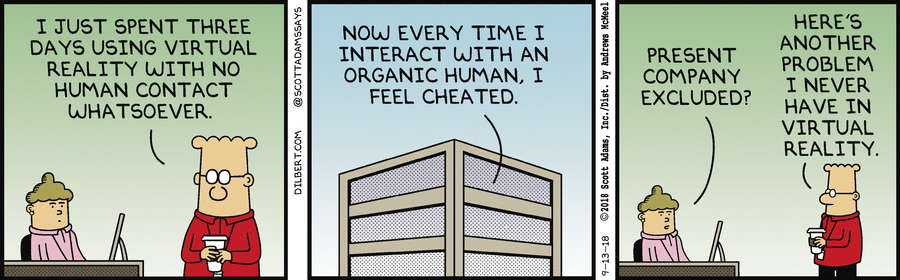 I JUST SPENT THREE
DAYS USING VIRTUAL
REALITY WITH NO
HUMAN CONTACT
WHATSOEVER.
DILBERT.COM @SCOTTADAMSSAYS
NOW EVERY TIME I
INTERACT WITH AN
ORGANIC HUMAN, I
FEEL CHEATED.
9-13-18 ©2018 Scott Adams, Inc./Dist. by Andrews McMeel
PRESENT
COMPANY
EXCLUDED?
HERE'S
ANOTHER
PROBLEM
I NEVER
HAVE IN
VIRTUAL
REALITY.